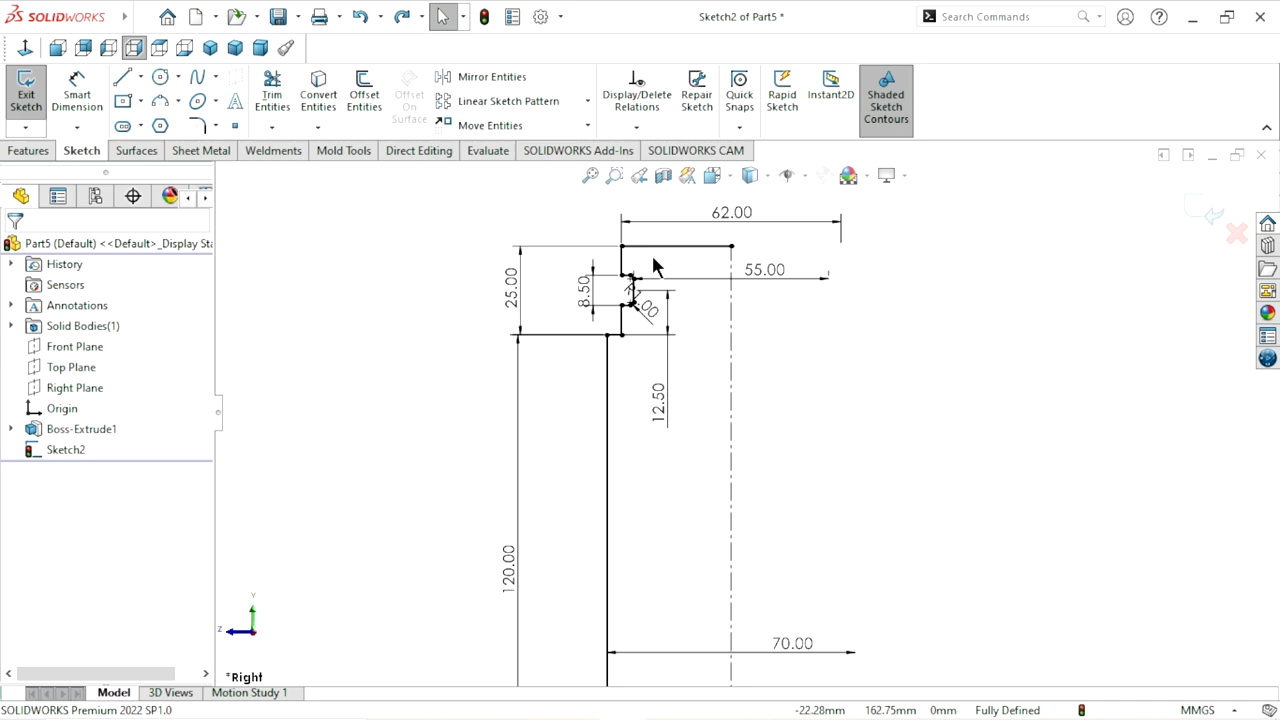 SOLIDWORKS
Sketch2 of Part5 *
Search Commands
Exit Sketch
Smart Dimension
Trim Entities
Convert Entities
Offset Entities
Offset On Surface
Mirror Entities
Linear Sketch Pattern
Move Entities
Display/Delete Relations
Repair Sketch
Quick Snaps
Rapid Sketch
Instant2D
Shaded Sketch Contours
Features
Sketch
Surfaces
Sheet Metal
Weldments
Mold Tools
Direct Editing
Evaluate
SOLIDWORKS Add-Ins
SOLIDWORKS CAM
Part5 (Default) <<Default>_Display Sta
History
Sensors
Annotations
Solid Bodies(1)
Front Plane
Top Plane
Right Plane
Origin
Boss-Extrude1
Sketch2
62.00
55.00
25.00
8.50
R1.00
12.50
120.00
70.00
Y
Z
*Right
Model
3D Views
Motion Study 1
SOLIDWORKS Premium 2022 SP1.0
-22.28mm
162.75mm
0mm
Fully Defined
MMGS